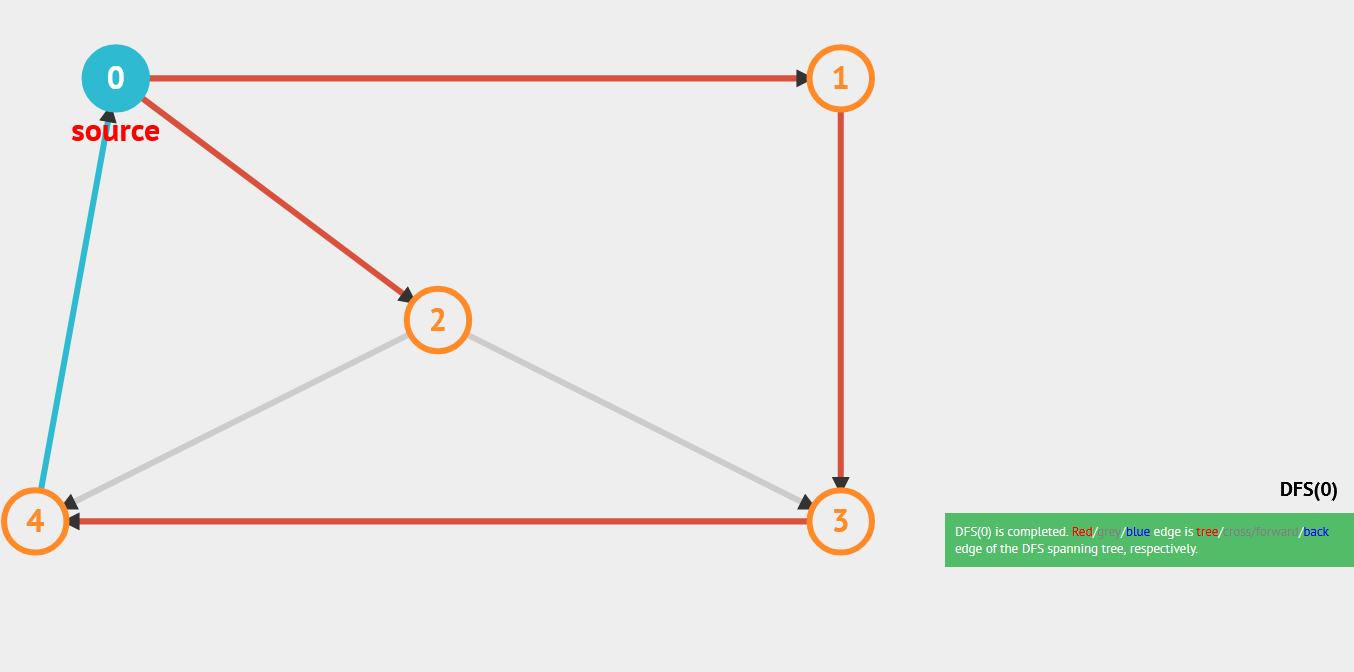 0
1
source
2
4
3
DFS(0)
DFS(0) is completed. Red/grey/blue edge is tree/cross/forward/back
edge of the DFS spanning tree, respectively.